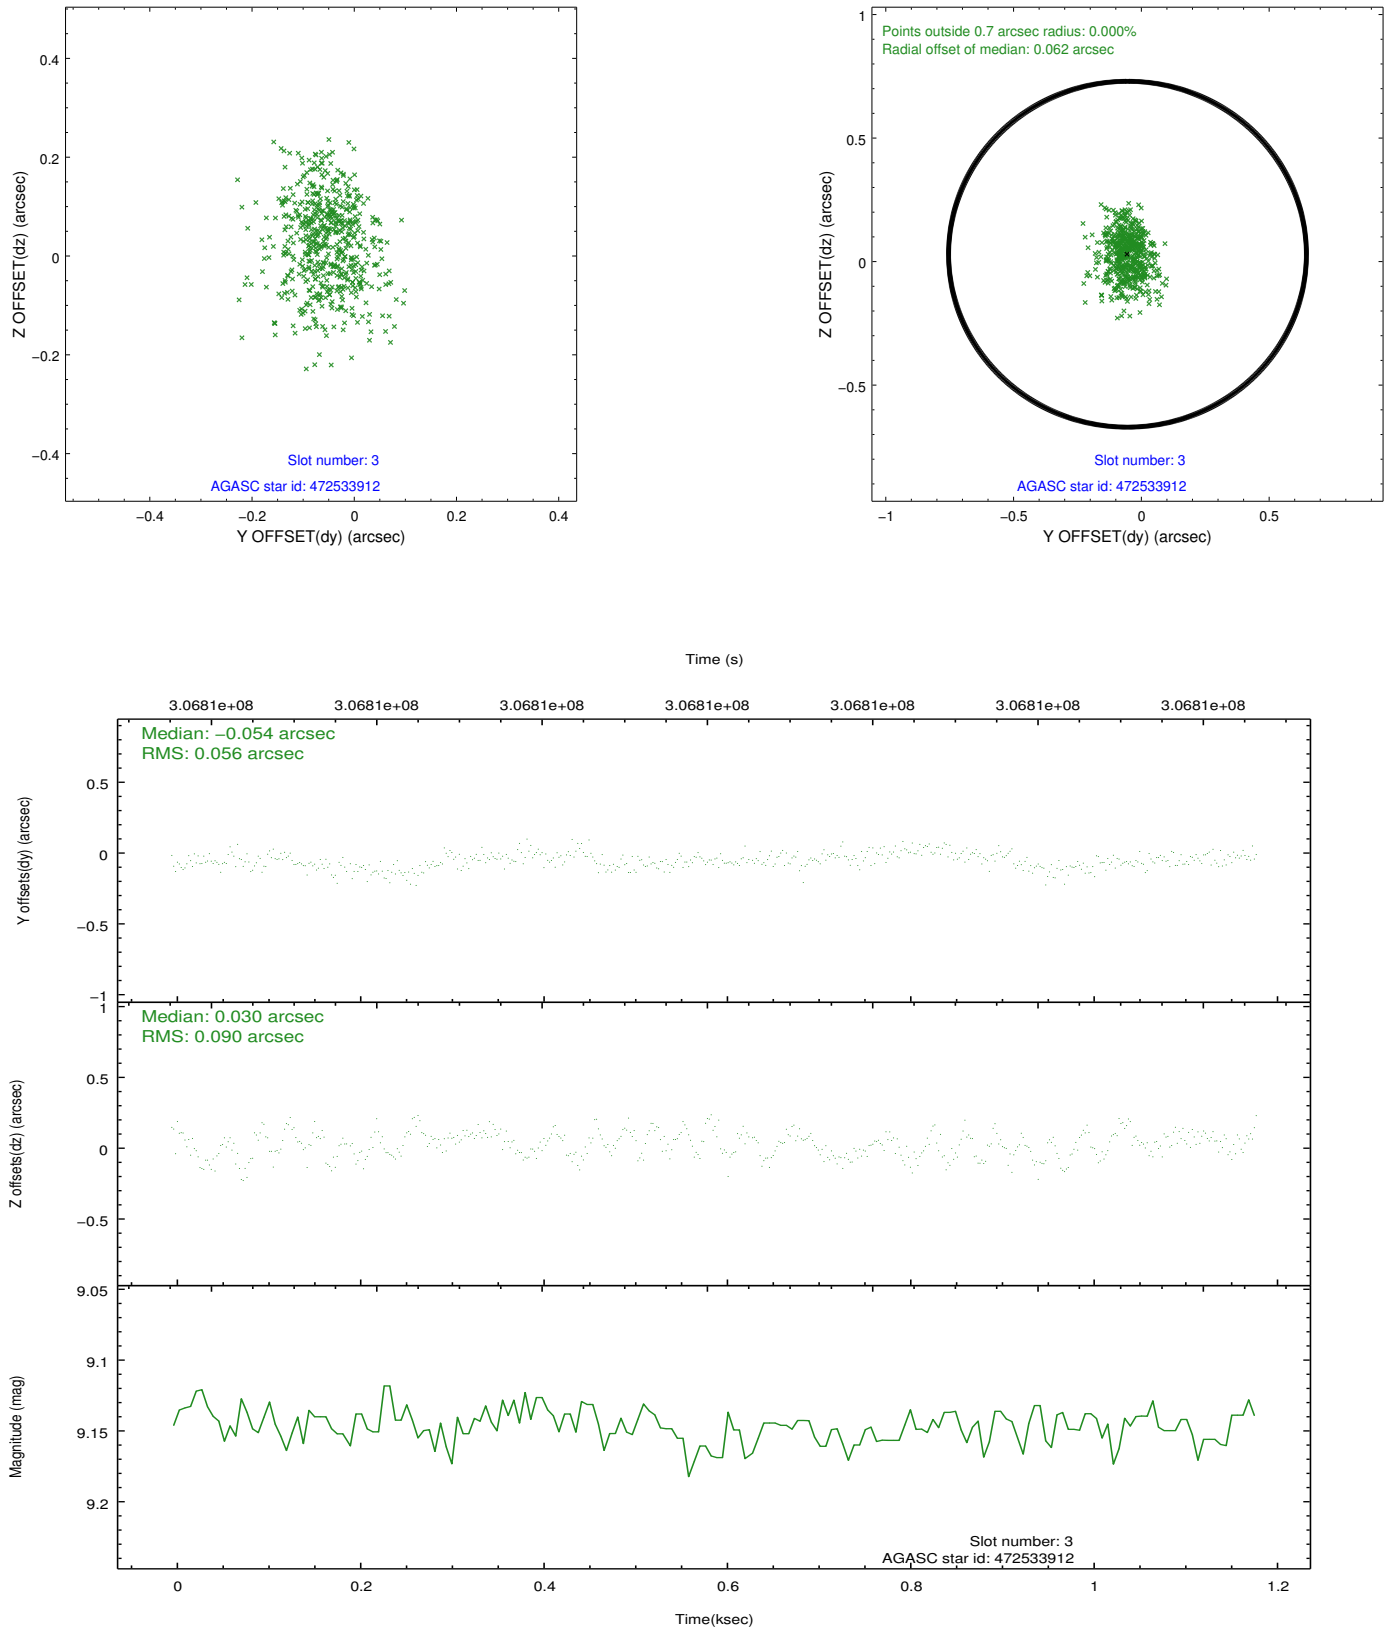 0.4
0.2
0
−0.2
−0.4
Z OFFSET(dz) (arcsec)
Slot number: 3
AGASC star id: 472533912
−0.4
−0.2
0
0.2
0.4
Y OFFSET(dy) (arcsec)
1
0.5
0
−0.5
Z OFFSET(dz) (arcsec)
Points outside 0.7 arcsec radius: 0.000%
Radial offset of median: 0.062 arcsec
Slot number: 3
AGASC star id: 472533912
−1
−0.5
0
0.5
Y OFFSET(dy) (arcsec)
Time (s)
3.0681e+08
3.0681e+08
3.0681e+08
3.0681e+08
3.0681e+08
3.0681e+08
3.0681e+08
Median: −0.054 arcsec
RMS: 0.056 arcsec
0.5
0
−0.5
−1
Y offsets(dy) (arcsec)
Median: 0.030 arcsec
RMS: 0.090 arcsec
1
0.5
0
−0.5
Z offsets(dz) (arcsec)
9.05
9.1
9.15
9.2
Magnitude (mag)
Slot number: 3
AGASC star id: 472533912
0
0.2
0.4
0.6
0.8
1
1.2
Time(ksec)